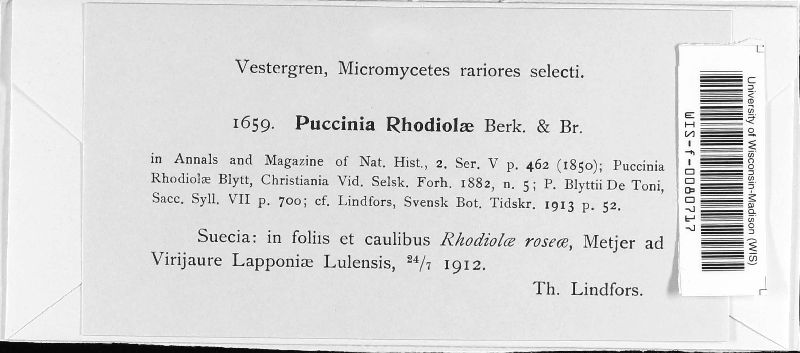 Vestergren, Micromycetes rariores selecti.
1659. Puccinia Rhodiolæ Berk. & Br.
in Annals and Magazine of Nat. Hist., 2. Ser. V p. 462 (1850); Puccinia
Rhodiolæ Blytt, Christiania Vid. Selsk. Forh. 1882, n. 5; P. Blyttii De Toni,
Sacc. Syll. VII p. 700; cf. Lindfors, Svensk Bot. Tidskr. 1913 p. 52.
Suecia: in foliis et caulibus Rhodiolæ roseæ, Metjer ad
Virijaure Lapponiæ Lulensis, 24/7 1912.
Th. Lindfors.
University of Wisconsin-Madison (WIS)
WIS-f-0080717